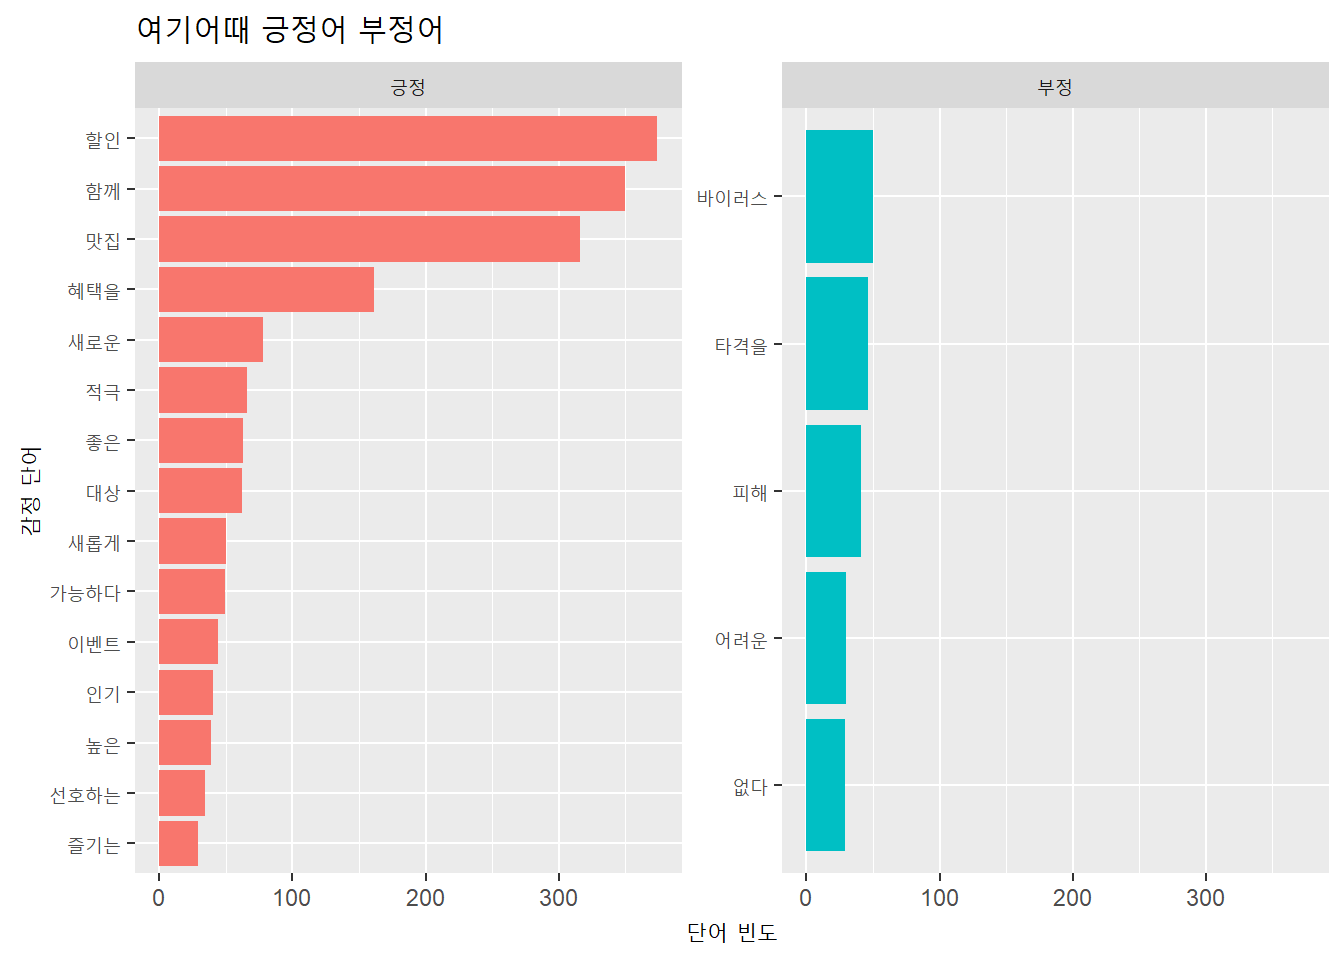 여기어때 긍정어 부정어
긍정
할인
함께
맛집
혜택을
새로운
적극
좋은
대상
새롭게
가능하다
이벤트
인기
높은
선호하는
즐기는
0 100 200 300
부정
바이러스
타격을
피해
어려운
없다
0 100 200 300
감정 단어
단어 빈도